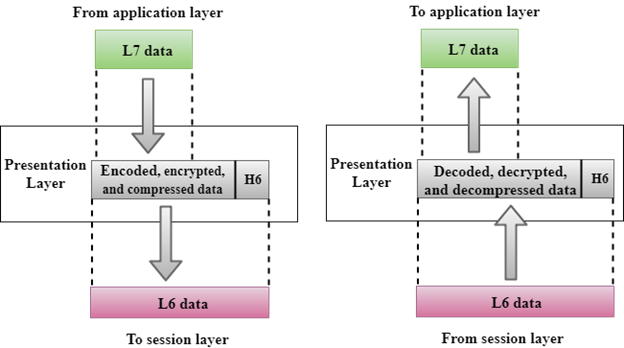 From application layer
L7 data
Presentation
Layer
Encoded, encrypted,
and compressed data
H6
L6 data
To session layer
To application layer
L7 data
Presentation
Layer
Decoded, decrypted,
and decompressed data
H6
L6 data
From session layer